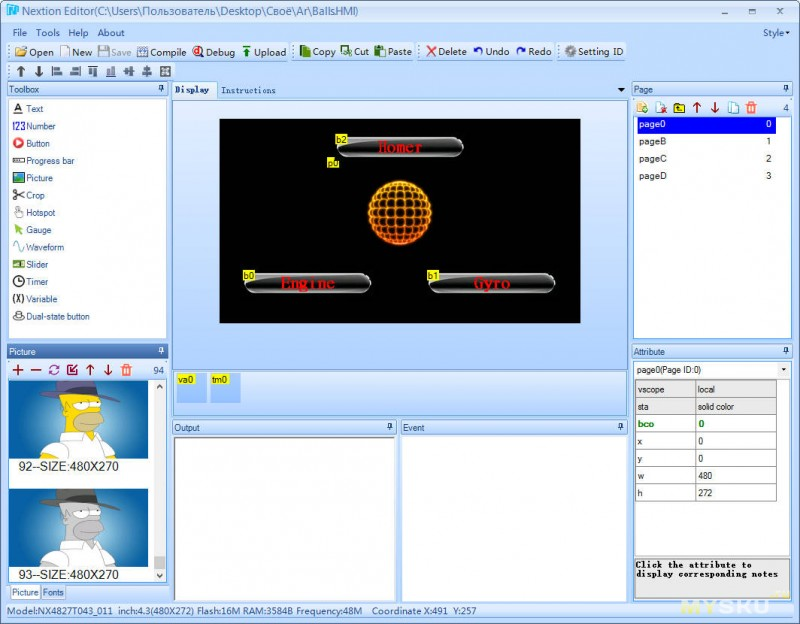 Nextion Editor(C:\Users\Пользователь\Desktop\Своё\Ar\Balls.HMI)
File Tools Help About Style
Open New Save Compile Debug Upload Copy Cut Paste Delete Undo Redo Setting ID
Toolbox
Text
123 Number
Button
Progress bar
Picture
Crop
Hotspot
Gauge
Waveform
Slider
Timer
(X) Variable
Dual-state button
Picture
94
92--SIZE:480X270
93--SIZE:480X270
Picture Fonts
Display Instructions
b2
Homer
p0
b0
Engine
b1
Gyro
va0 tm0
Output
Event
Page
4
page0 0
pageB 1
pageC 2
pageD 3
Attribute
page0(Page ID:0)
vscope local
sta solid color
bco 0
x 0
y 0
w 480
h 272
Click the attribute to
display corresponding notes
Model:NX4827T043_011 inch:4.3(480X272) Flash:16M RAM:3584B Frequency:48M Coordinate X:491 Y:257
MYSKU